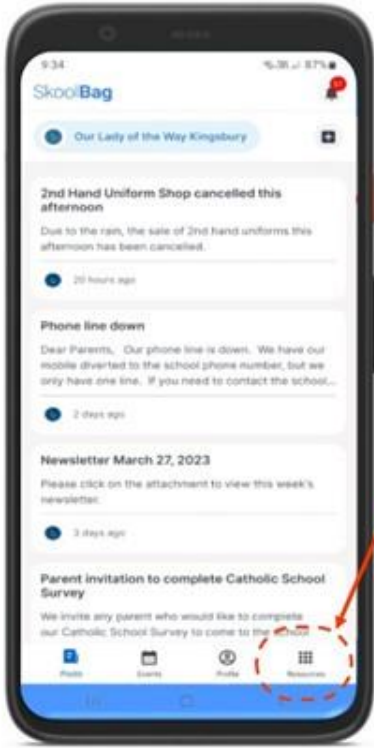 9:34
87%
SkoolBag
Our Lady of the Way Kingsbury
2nd Hand Uniform Shop cancelled this
afternoon
Due to the rain, the sale of 2nd hand uniforms this
afternoon has been cancelled.
20 hours ago
Phone line down
Dear Parents, Our phone line is down. We have our
mobile diverted to the school phone number, but we
only have one line. If you need to contact the school...
2 days ago
Newsletter March 27, 2023
Please click on the attachment to view this week's
newsletter.
3 days ago
Parent invitation to complete Catholic School
Survey
We invite any parent who would like to complete
our Catholic School Survey to come to the school
Posts Events Profile Resources